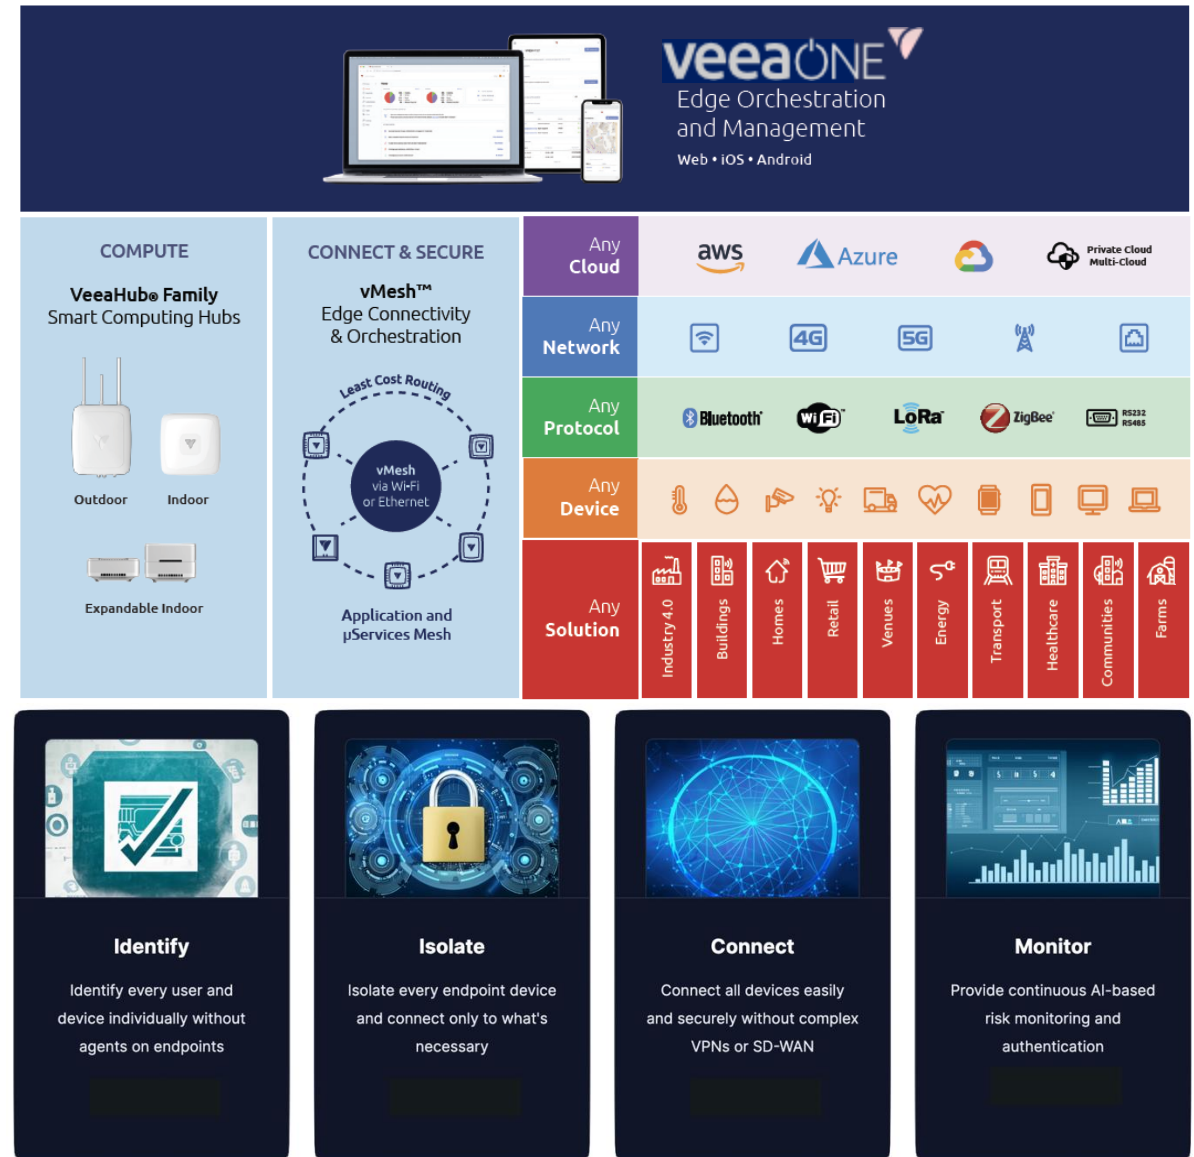 veeaONE
Edge Orchestration
and Management
Web • iOS • Android
COMPUTE
VeeaHub® Family
Smart Computing Hubs
Outdoor
Indoor
Expandable Indoor
CONNECT & SECURE
vMesh™
Edge Connectivity
& Orchestration
Least Cost Routing
vMesh
via Wi-Fi
or Ethernet
Application and
µServices Mesh
Any
Cloud
aws
Azure
Private Cloud
Multi-Cloud
Any
Network
4G
5G
Any
Protocol
Bluetooth®
WiFi™
LoRa™
ZigBee®
RS232
RS485
Any
Device
Any
Solution
Industry 4.0
Buildings
Homes
Retail
Venues
Energy
Transport
Healthcare
Communities
Farms
Identify
Identify every user and
device individually without
agents on endpoints
Isolate
Isolate every endpoint device
and connect only to what's
necessary
Connect
Connect all devices easily
and securely without complex
VPNs or SD-WAN
Monitor
Provide continuous AI-based
risk monitoring and
authentication